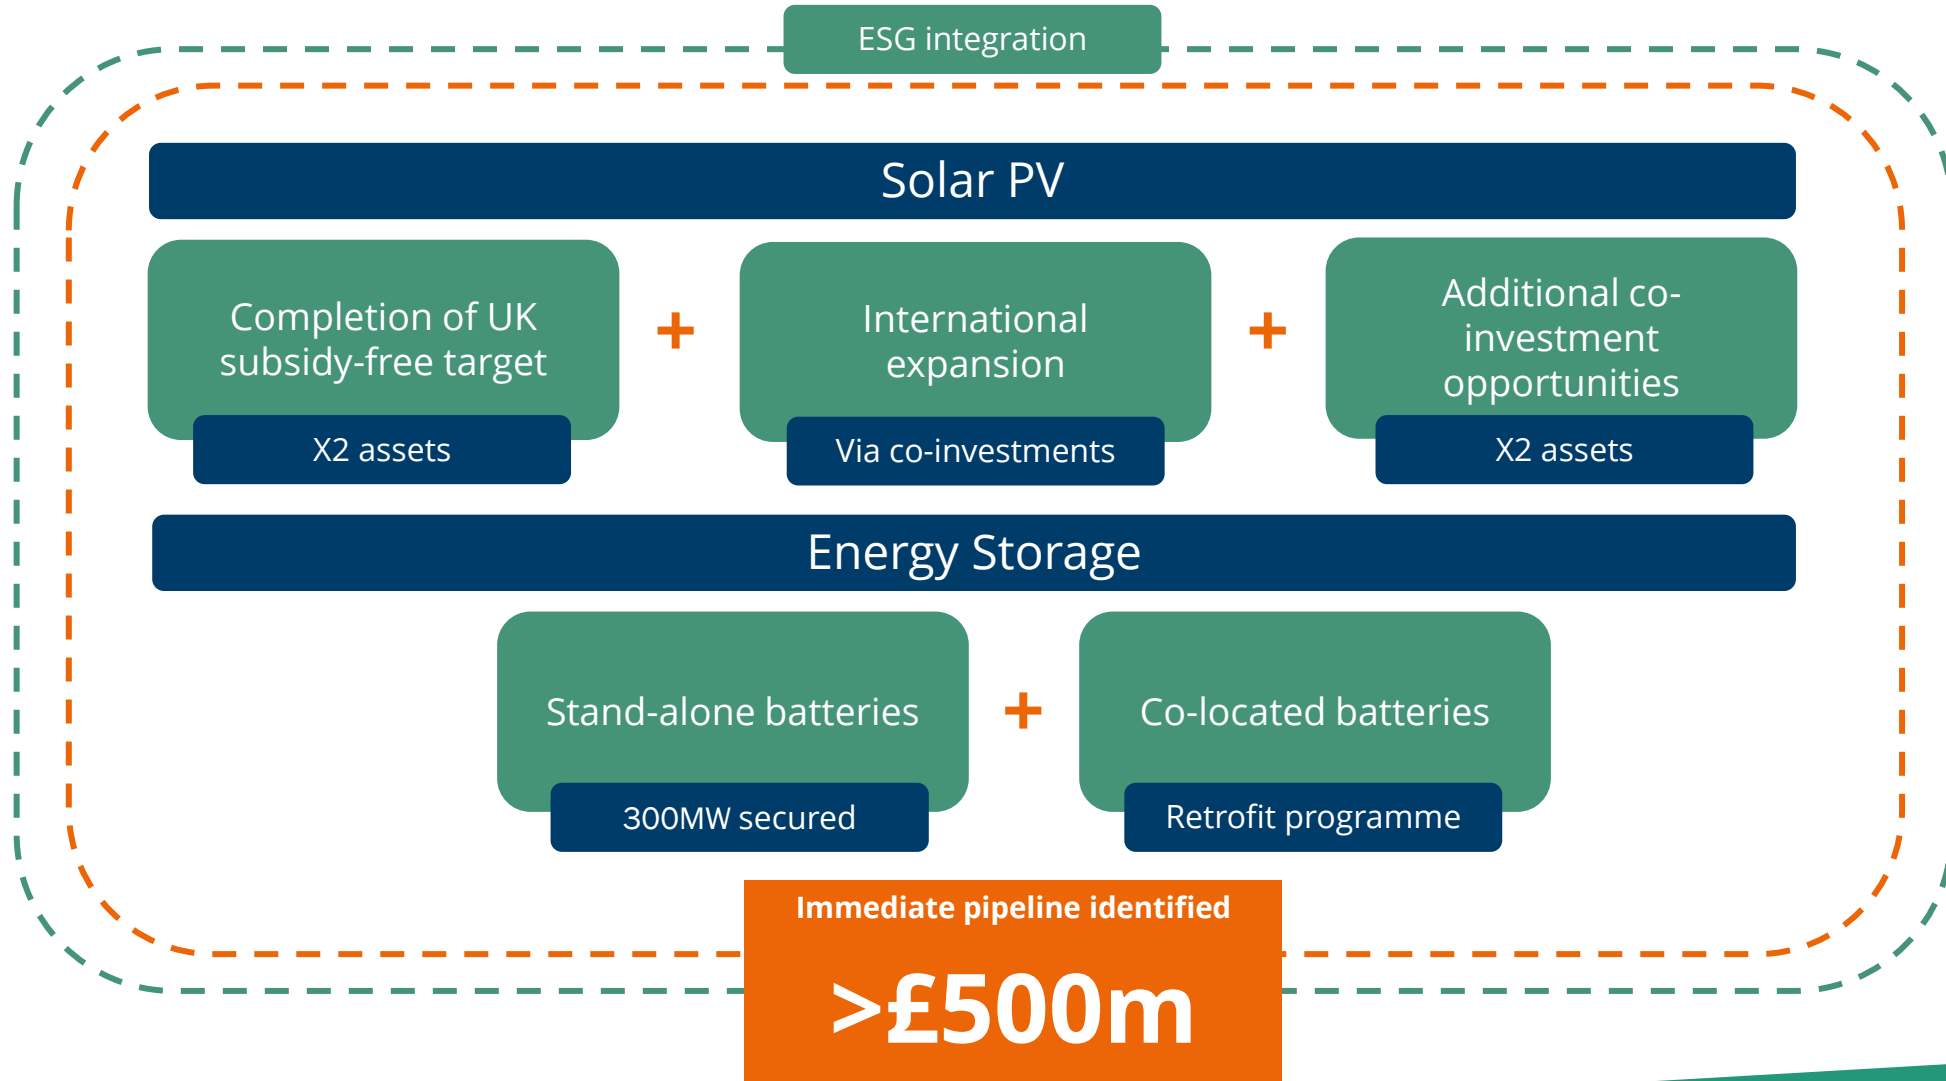 ESG integration
Solar PV
Completion of UK
subsidy-free target
X2 assets
+
International
expansion
Via co-investments
+
Additional co-
investment
opportunities
X2 assets
Energy Storage
Stand-alone batteries
300MW secured
+
Co-located batteries
Retrofit programme
Immediate pipeline identified
>£500m